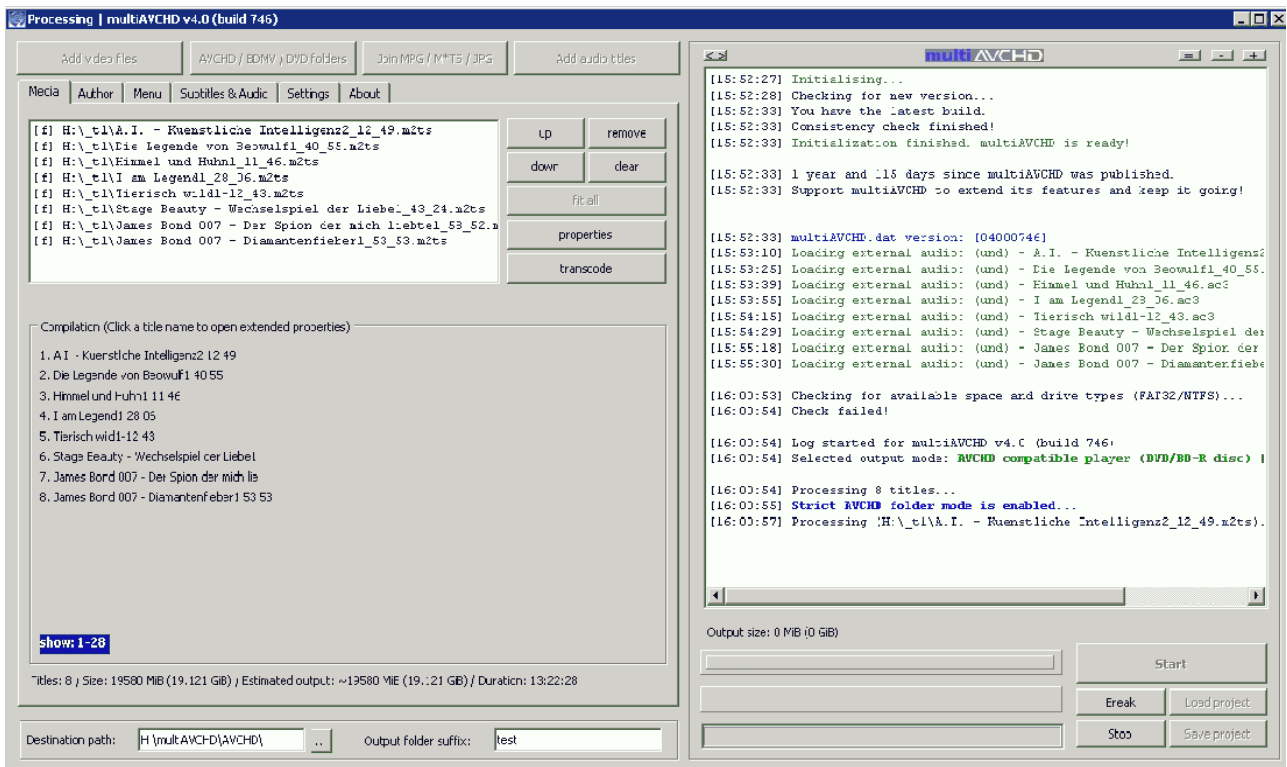 Processing | multiAVCHD v4.0 (build 746)
Add video files
AVCHD / BDMV / DVD folders
Join MPG / M*TS / JPG
Add audio titles
Media
Author
Menu
Subtitles & Audio
Settings
About
[f] H:\_t1\A.I. - Kuenstliche Intelligenz2_12_49.m2ts
[f] H:\_t1\Die Legende von Beowulf1_40_55.m2ts
[f] H:\_t1\Himmel und Huhn1_11_46.m2ts
[f] H:\_t1\I am Legend1_28_06.m2ts
[f] H:\_t1\Tierisch wild1-12_43.m2ts
[f] H:\_t1\Stage Beauty - Wechselspiel der Liebe1_43_24.m2ts
[f] H:\_t1\James Bond 007 - Der Spion der mich liebte1_58_52.m
[f] H:\_t1\James Bond 007 - Diamantenfieber1_53_53.m2ts
up
remove
down
clear
fit all
properties
transcode
Compilation (Click a title name to open extended properties)
1. A I - Kuenstliche Intelligenz2 12 49
2. Die Legende von Beowulf1 40 55
3. Himmel und Huhn1 11 46
4. I am Legend1 28 06
5. Tierisch wild1-12 43
6. Stage Beauty - Wechselspiel der Liebe1
7. James Bond 007 - Der Spion der mich lie
8. James Bond 007 - Diamantenfieber1 53 53
show: 1-28
Titles: 8 / Size: 19580 MiB (19.121 GiB) / Estimated output: ~19580 MiB (19.121 GiB) / Duration: 13:22:28
Destination path:
H:\multiAVCHD\AVCHD\
..
Output folder suffix:
test
<>
multiAVCHD
=
-
+
[15:52:27] Initialising...
[15:52:28] Checking for new version...
[15:52:33] You have the latest build.
[15:52:33] Consistency check finished!
[15:52:33] Initialization finished, multiAVCHD is ready!
[15:52:33] 1 year and 115 days since multiAVCHD was published.
[15:52:33] Support multiAVCHD to extend its features and keep it going!
[15:52:33] multiAVCHD.dat version: [04000746]
[15:53:10] Loading external audio: (und) - A.I. - Kuenstliche Intelligenz2
[15:53:25] Loading external audio: (und) - Die Legende von Beowulf1_40_55.
[15:53:39] Loading external audio: (und) - Himmel und Huhn1_11_46.ac3
[15:53:55] Loading external audio: (und) - I am Legend1_28_06.ac3
[15:54:15] Loading external audio: (und) - Tierisch wild1-12_43.ac3
[15:54:29] Loading external audio: (und) - Stage Beauty - Wechselspiel der
[15:55:18] Loading external audio: (und) - James Bond 007 - Der Spion der
[15:55:30] Loading external audio: (und) - James Bond 007 - Diamantenfiebe
[16:00:53] Checking for available space and drive types (FAT32/NTFS)...
[16:00:54] Check failed!
[16:00:54] Log started for multiAVCHD v4.0 (build 746)
[16:00:54] Selected output mode: AVCHD compatible player (DVD/BD-R disc) |
[16:00:54] Processing 8 titles...
[16:00:55] Strict AVCHD folder mode is enabled...
[16:00:57] Processing (H:\_t1\A.I. - Kuenstliche Intelligenz2_12_49.m2ts).
Output size: 0 MiB (0 GiB)
Start
Break
Load project
Stop
Save project